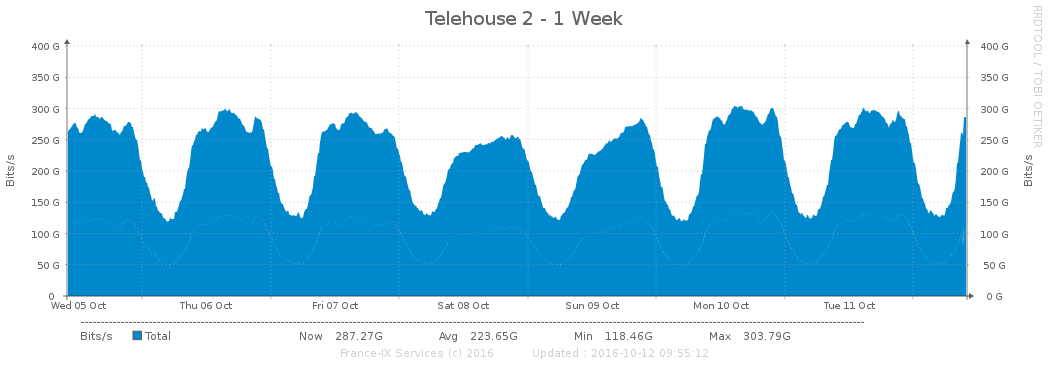 Telehouse 2 - 1 Week
RRDTOOL / TOBI OETIKER
Bits/s
400 G
350 G
300 G
250 G
200 G
150 G
100 G
50 G
0
400 G
350 G
300 G
250 G
200 G
150 G
100 G
50 G
0 G
Bits/s
Wed 05 Oct Thu 06 Oct Fri 07 Oct Sat 08 Oct Sun 09 Oct Mon 10 Oct Tue 11 Oct
Bits/s Total Now 287.27G Avg 223.65G Min 118.46G Max 303.79G
France-IX Services (c) 2016 Updated : 2016-10-12 09:55:12